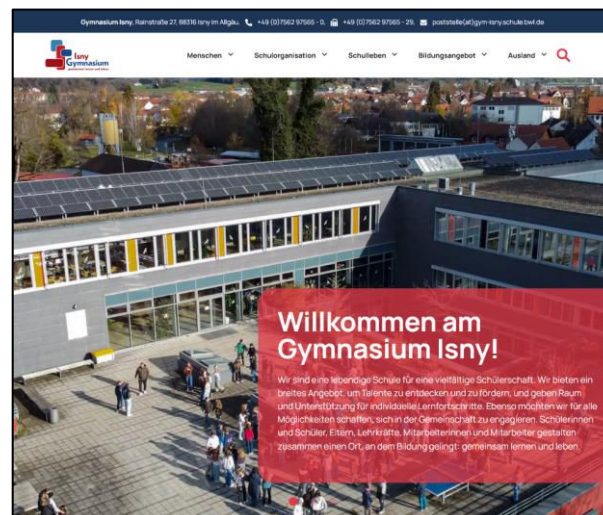 Gymnasium Isny, Rainstraße 27, 88316 Isny im Allgäu, +49 (0)7562 97565 - 0, +49 (0)7562 97565 - 29, poststelle(at)gym-isny.schule.bwl.de
Isny
Gymnasium
gemeinsam lernen und leben
Menschen Schulorganisation Schulleben Bildungsangebot Ausland
Willkommen am
Gymnasium Isny!
Wir sind eine lebendige Schule für eine vielfältige Schülerschaft. Wir bieten ein
breites Angebot, um Talente zu entdecken und zu fördern, und geben Raum
und Unterstützung für individuelle Lernfortschritte. Ebenso möchten wir für alle
Möglichkeiten schaffen, sich in der Gemeinschaft zu engagieren. Schülerinnen
und Schüler, Eltern, Lehrkräfte, Mitarbeiterinnen und Mitarbeiter gestalten
zusammen einen Ort, an dem Bildung gelingt: gemeinsam lernen und leben.